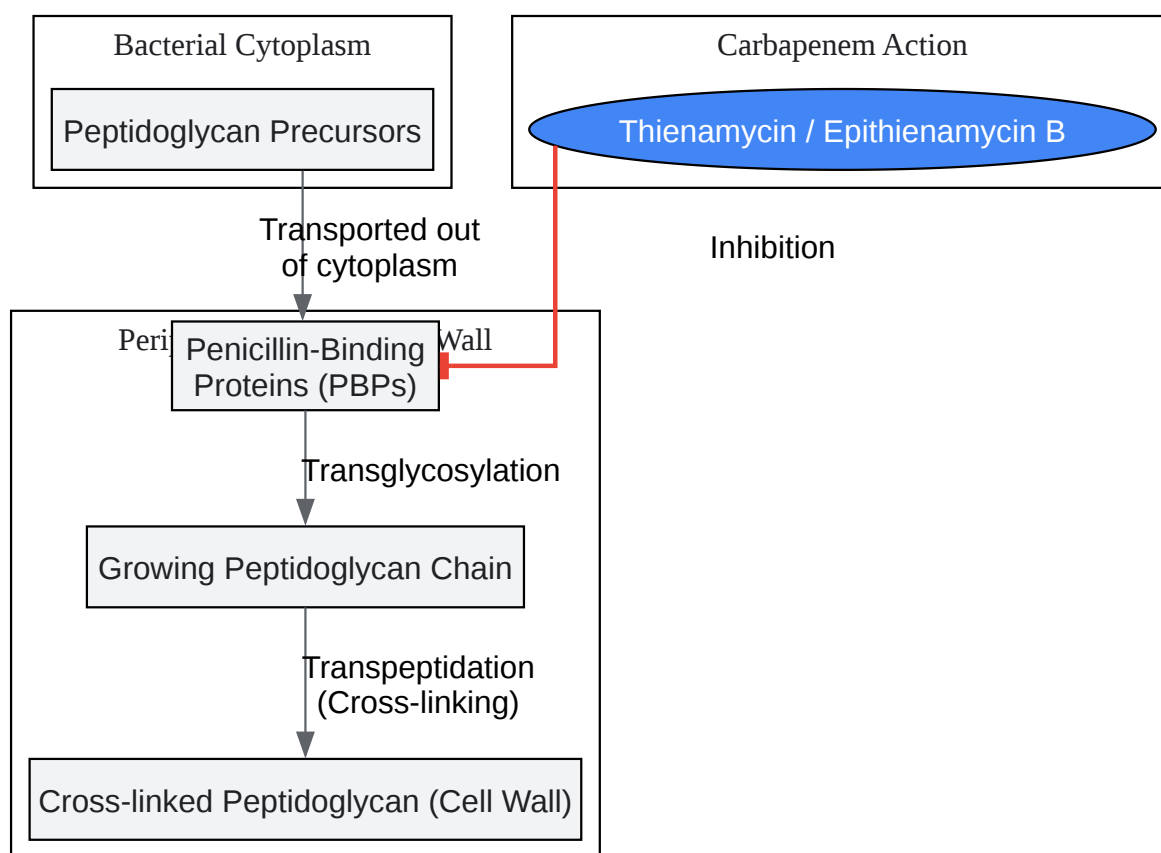 Bacterial Cytoplasm
Carbapenem Action
Peptidoglycan Precursors
Thienamycin / Epithienamycin B
Transported out
of cytoplasm
Inhibition
Wall
Penicillin-Binding
Proteins (PBPs)
Transglycosylation
Growing Peptidoglycan Chain
Transpeptidation
(Cross-linking)
Cross-linked Peptidoglycan (Cell Wall)